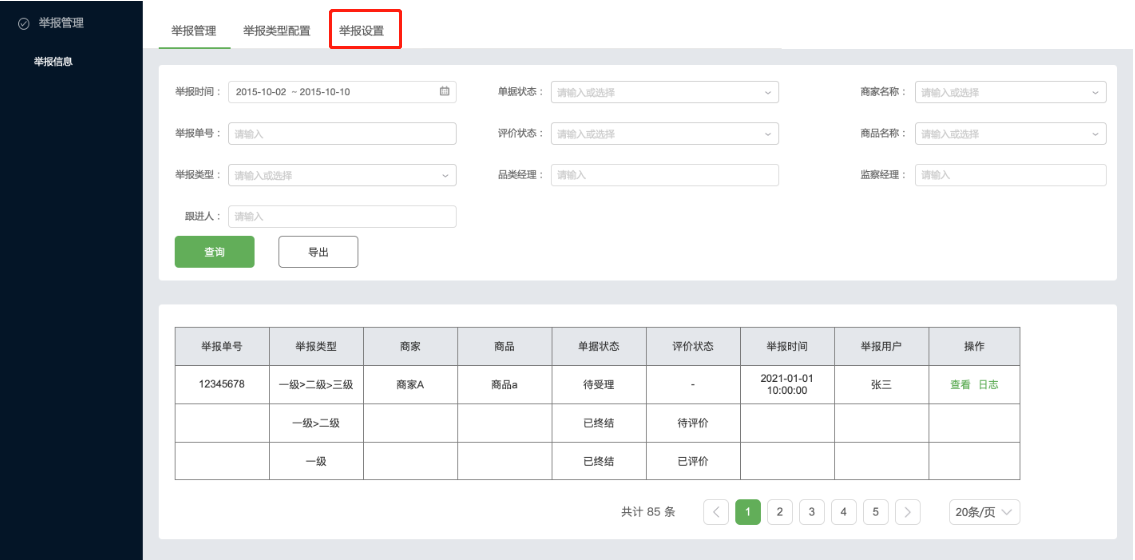 举报管理
举报信息
举报管理 举报类型配置 举报设置
举报时间： 2015-10-02 ~ 2015-10-10 单据状态： 请输入或选择 商家名称： 请输入或选择
举报单号： 请输入 评价状态： 请输入或选择 商品名称： 请输入或选择
举报类型： 请输入或选择 品类经理： 请输入 监察经理： 请输入
跟进人： 请输入
查询 导出
举报单号 举报类型 商家 商品 单据状态 评价状态 举报时间 举报用户 操作
12345678 一级>二级>三级 商家A 商品a 待受理 - 2021-01-01 10:00:00 张三 查看 日志
一级>二级 已终结 待评价
一级 已终结 已评价
共计 85 条 1 2 3 4 5 20条/页